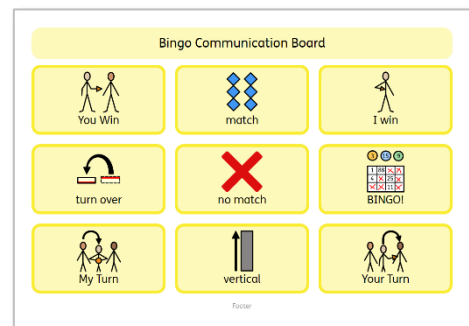 Bingo Communication Board
You Win
match
I win
turn over
no match
BINGO!
My Turn
vertical
Your Turn
Footer